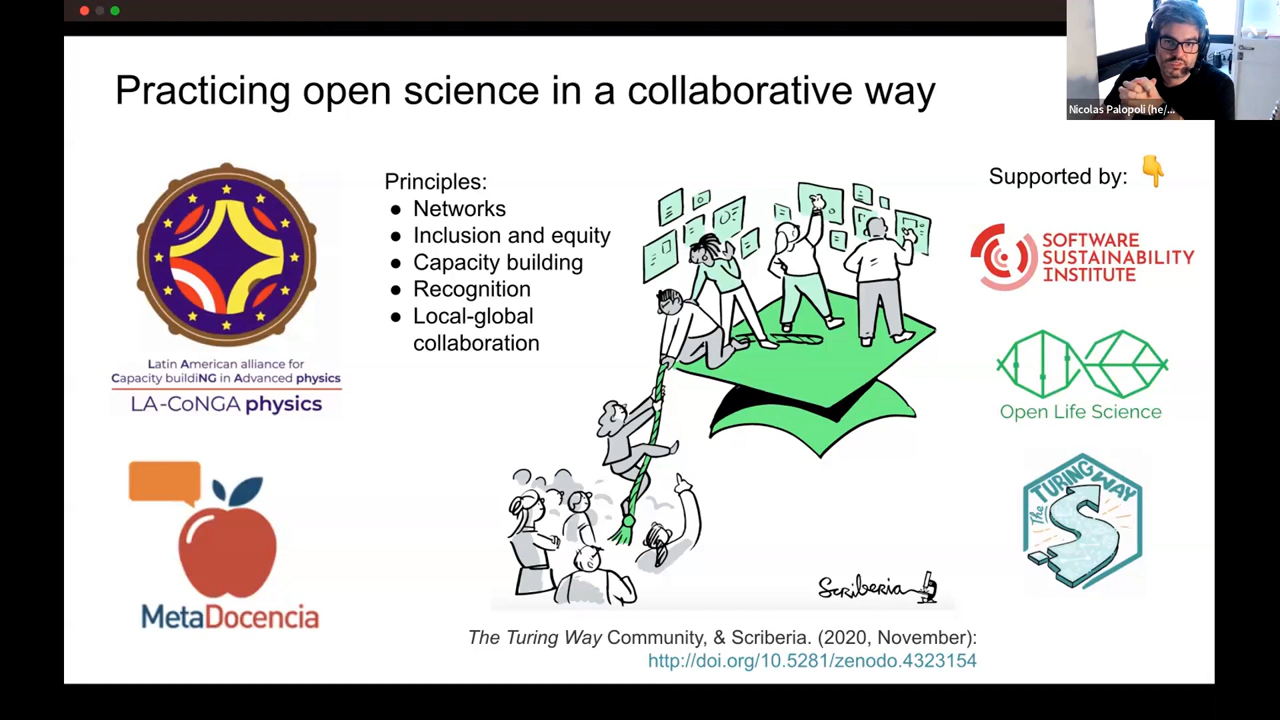 Practicing open science in a collaborative way
Nicolas Palopoli (he/...
Latin American alliance for
Capacity buildiNG in Advanced physics
LA-CoNGA physics
MetaDocencia
Principles:
● Networks
● Inclusion and equity
● Capacity building
● Recognition
● Local-global
collaboration
Scriberia
Supported by: 👇
SOFTWARE
SUSTAINABILITY
INSTITUTE
Open Life Science
The TURING WAY
The Turing Way Community, & Scriberia. (2020, November):
http://doi.org/10.5281/zenodo.4323154